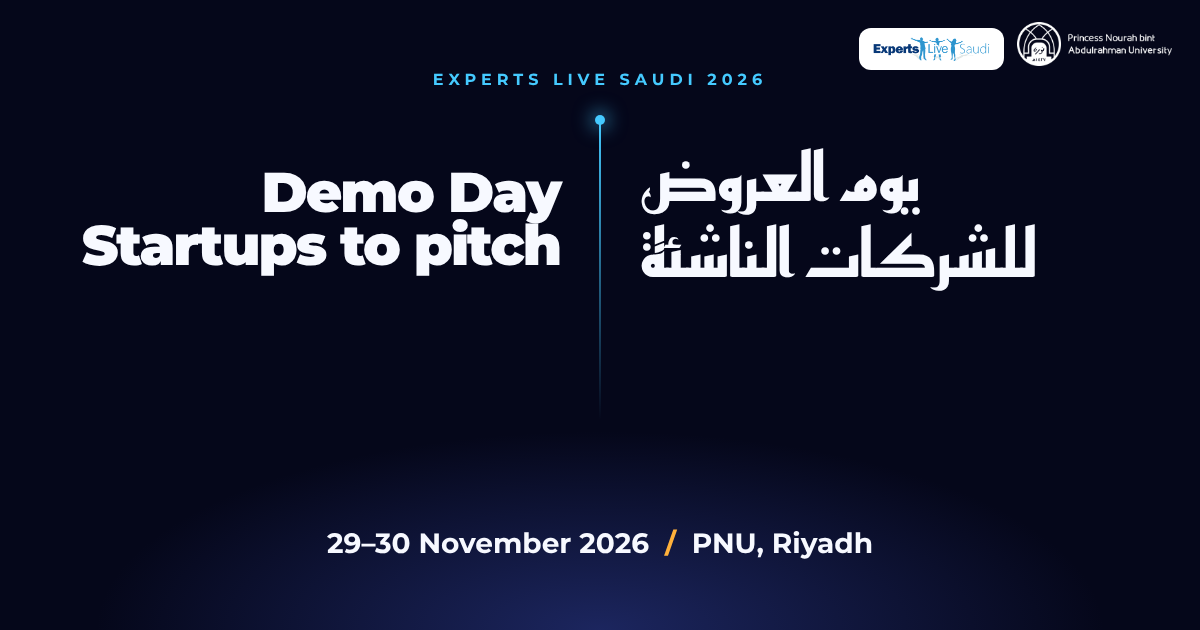 Experts Live Saudi
Princess Nourah bint
Abdulrahman University
EXPERTS LIVE SAUDI 2026
Demo Day
Startups to pitch
يوم العروض
للشركات الناشئة
29–30 November 2026 / PNU, Riyadh